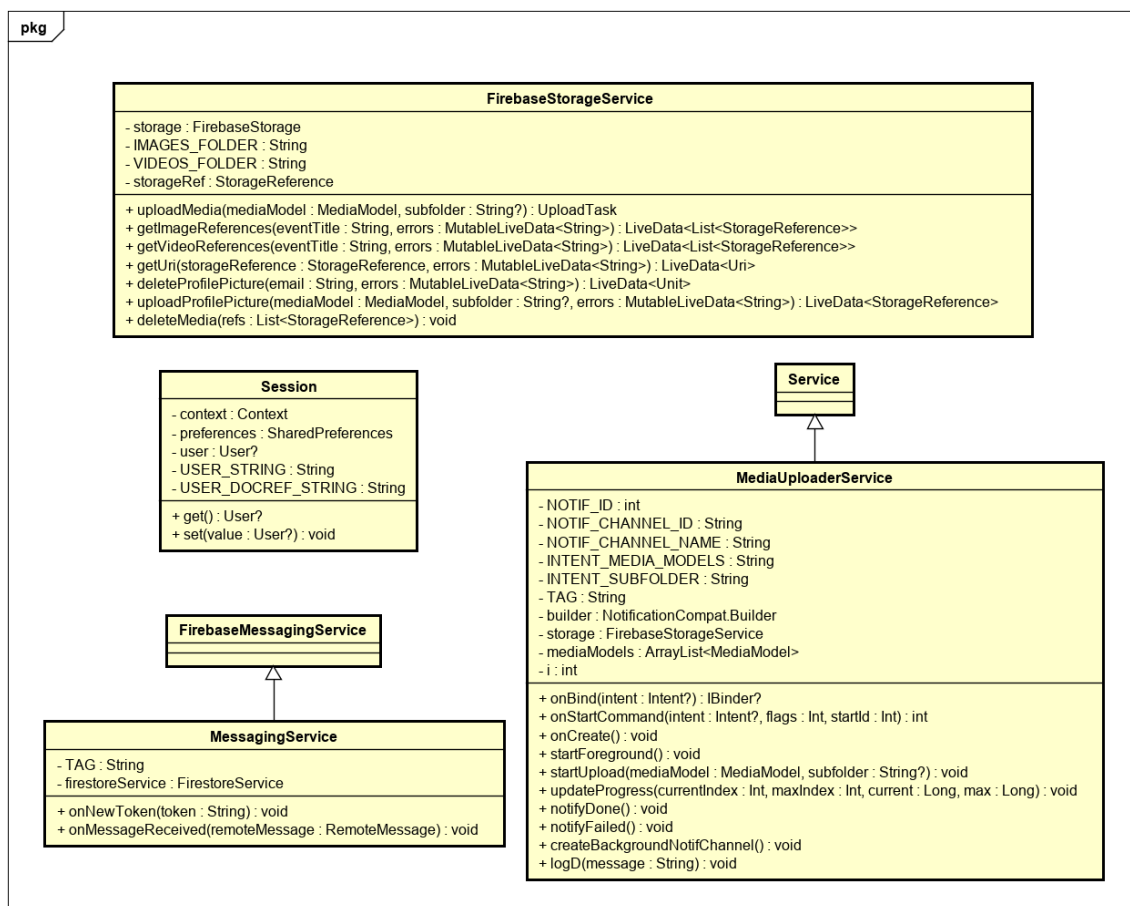 pkg
FirebaseStorageService
- storage : FirebaseStorage
- IMAGES_FOLDER : String
- VIDEOS_FOLDER : String
- storageRef : StorageReference
+ uploadMedia(mediaModel : MediaModel, subfolder : String?) : UploadTask
+ getImageReferences(eventTitle : String, errors : MutableLiveData<String>) : LiveData<List<StorageReference>>
+ getVideoReferences(eventTitle : String, errors : MutableLiveData<String>) : LiveData<List<StorageReference>>
+ getUri(storageReference : StorageReference, errors : MutableLiveData<String>) : LiveData<Uri>
+ deleteProfilePicture(email : String, errors : MutableLiveData<String>) : LiveData<Unit>
+ uploadProfilePicture(mediaModel : MediaModel, subfolder : String?, errors : MutableLiveData<String>) : LiveData<StorageReference>
+ deleteMedia(refs : List<StorageReference>) : void
Session
- context : Context
- preferences : SharedPreferences
- user : User?
- USER_STRING : String
- USER_DOCREF_STRING : String
+ get() : User?
+ set(value : User?) : void
Service
MediaUploaderService
- NOTIF_ID : int
- NOTIF_CHANNEL_ID : String
- NOTIF_CHANNEL_NAME : String
- INTENT_MEDIA_MODELS : String
- INTENT_SUBFOLDER : String
- TAG : String
- builder : NotificationCompat.Builder
- storage : FirebaseStorageService
- mediaModels : ArrayList<MediaModel>
- i : int
+ onBind(intent : Intent?) : IBinder?
+ onStartCommand(intent : Intent?, flags : Int, startId : Int) : int
+ onCreate() : void
+ startForeground() : void
+ startUpload(mediaModel : MediaModel, subfolder : String?) : void
+ updateProgress(currentIndex : Int, maxIndex : Int, current : Long, max : Long) : void
+ notifyDone() : void
+ notifyFailed() : void
+ createBackgroundNotifChannel() : void
+ logD(message : String) : void
FirebaseMessagingService
MessagingService
- TAG : String
- firestoreService : FirestoreService
+ onNewToken(token : String) : void
+ onMessageReceived(remoteMessage : RemoteMessage) : void